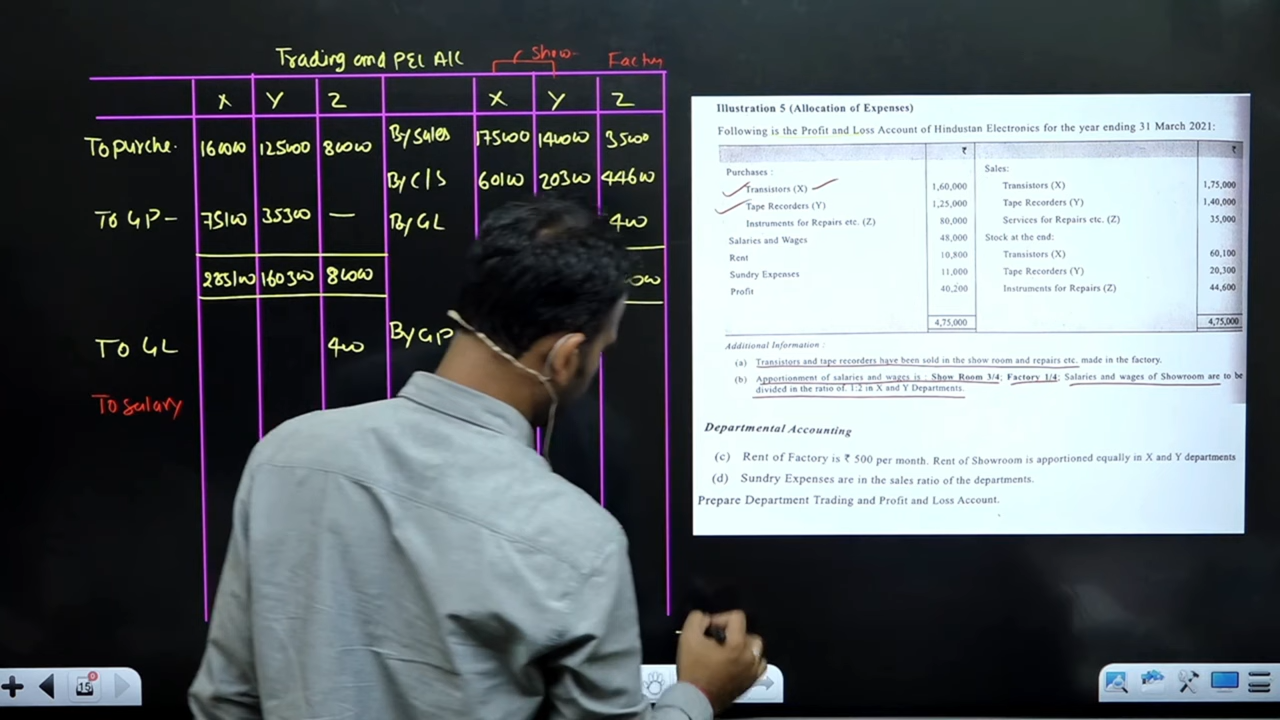 Trading and P&L A/C
Show-
Factory
X Y Z X Y Z
To purche. 160000 125000 80000 By Sales 175000 140000 35000
By C/S 60100 20300 44600
To GP - 75100 35300 — By GL 400
235100 160300 80000
To GL 400 By GP
To Salary
Illustration 5 (Allocation of Expenses)
Following is the Profit and Loss Account of Hindustan Electronics for the year ending 31 March 2021:
₹ ₹
Purchases : Sales:
Transistors (X) 1,60,000 Transistors (X) 1,75,000
Tape Recorders (Y) 1,25,000 Tape Recorders (Y) 1,40,000
Instruments for Repairs etc. (Z) 80,000 Services for Repairs etc. (Z) 35,000
Salaries and Wages 48,000 Stock at the end:
Rent 10,800 Transistors (X) 60,100
Sundry Expenses 11,000 Tape Recorders (Y) 20,300
Profit 40,200 Instruments for Repairs (Z) 44,600
4,75,000 4,75,000
Additional Information :
(a) Transistors and tape recorders have been sold in the show room and repairs etc. made in the factory.
(b) Apportionment of salaries and wages is : Show Room 3/4; Factory 1/4; Salaries and wages of Showroom are to be
divided in the ratio of. 1:2 in X and Y Departments.
Departmental Accounting
(c) Rent of Factory is ₹ 500 per month. Rent of Showroom is apportioned equally in X and Y departments
(d) Sundry Expenses are in the sales ratio of the departments.
Prepare Department Trading and Profit and Loss Account.
15